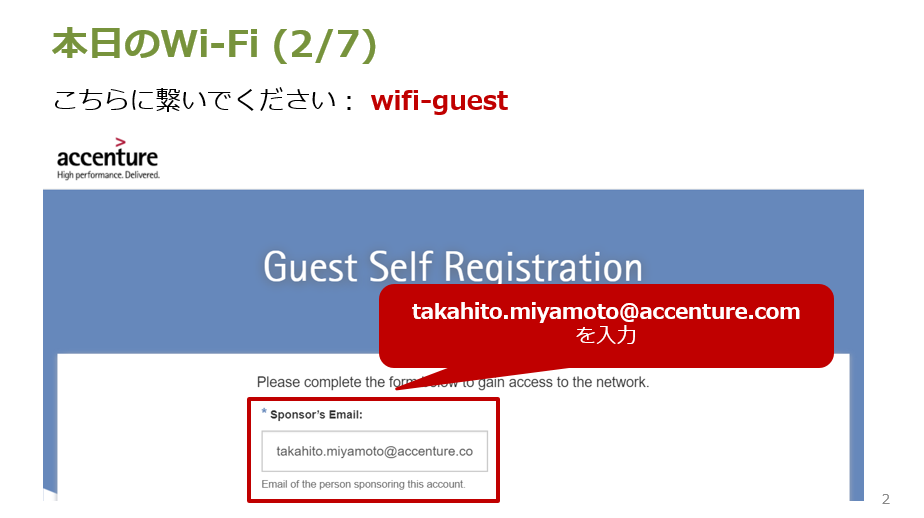 本日のWi-Fi (2/7)
こちらに繋いでください： wifi-guest
>
accenture
High performance. Delivered.
Guest Self Registration
takahito.miyamoto@accenture.com
を入力
Please complete the form below to gain access to the network.
* Sponsor's Email:
takahito.miyamoto@accenture.co
Email of the person sponsoring this account.
2